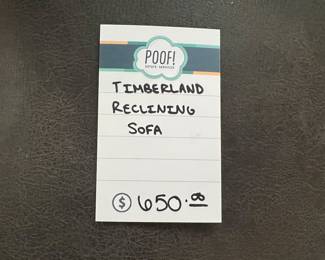 POOF!
ESTATE SERVICES
TIMBERLAND
RECLINING
SOFA
$ 650.00